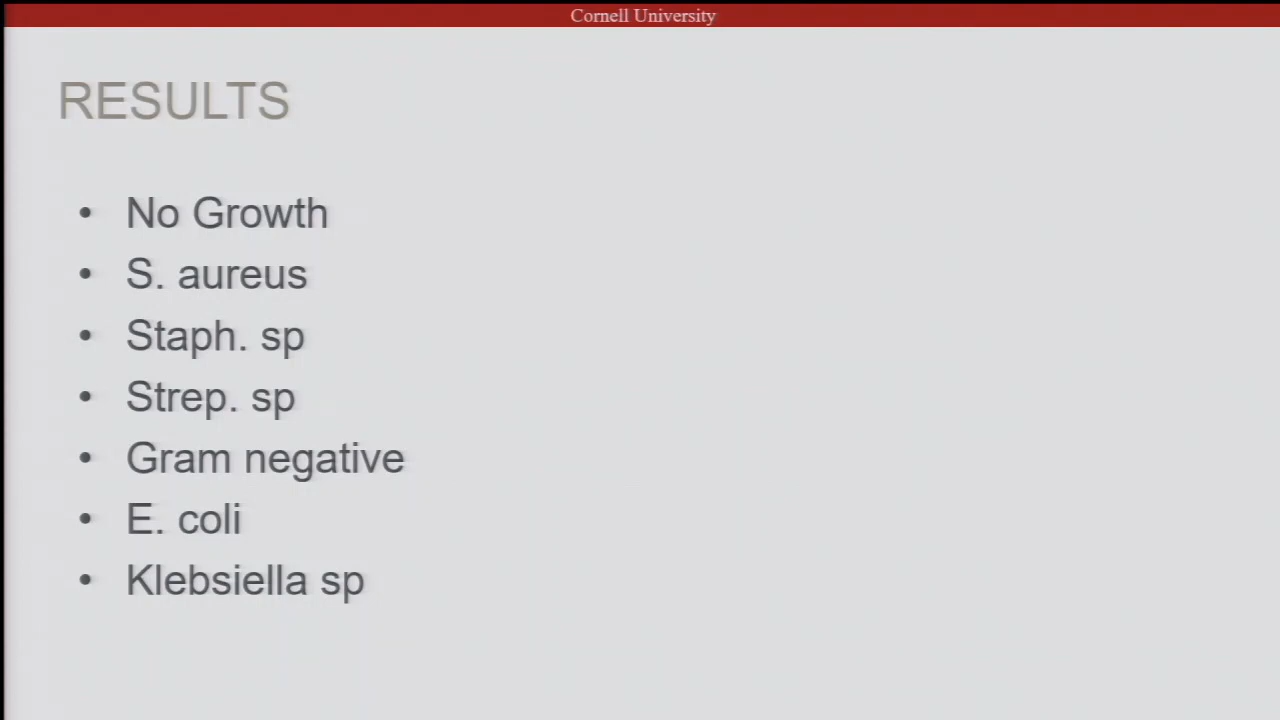 Cornell University
RESULTS
• No Growth
• S. aureus
• Staph. sp
• Strep. sp
• Gram negative
• E. coli
• Klebsiella sp